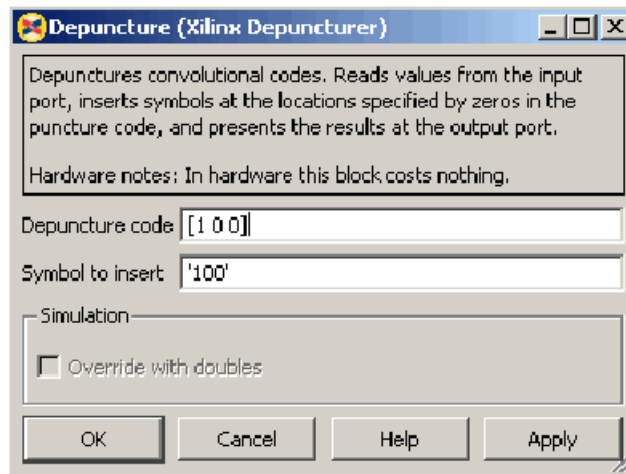 Depuncture (Xilinx Depuncturer)
Depunctures convolutional codes. Reads values from the input
port, inserts symbols at the locations specified by zeros in the
puncture code, and presents the results at the output port.
Hardware notes: In hardware this block costs nothing.
Depuncture code [1 0 0]
Symbol to insert '100'
Simulation
Override with doubles
OK Cancel Help Apply